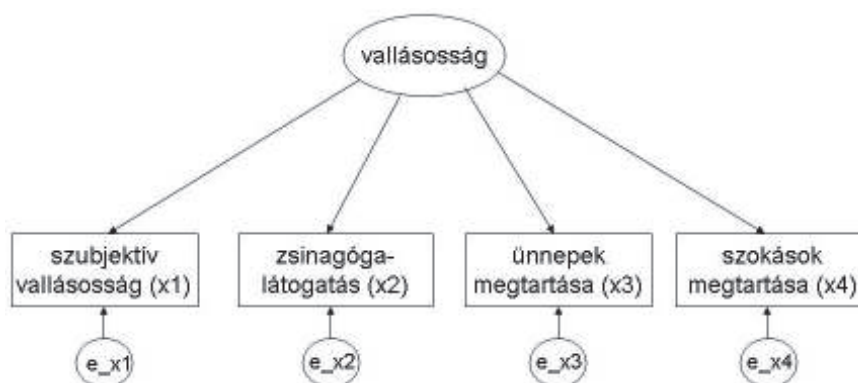 vallásosság
szubjektív
vallásosság (x1)
zsinagóga-
látogatás (x2)
ünnepek
megtartása (x3)
szokások
megtartása (x4)
e_x1
e_x2
e_x3
e_x4